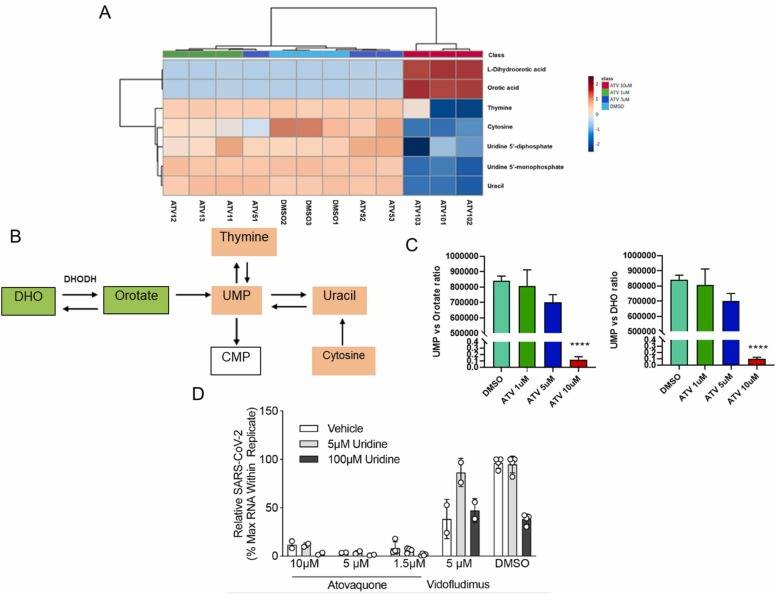 A
Class
L-Dihydroorotic acid
Orotic acid
Thymine
Cytosine
Uridine 5'-diphosphate
Uridine 5'-monophosphate
Uracil
ATV12
ATV13
ATV11
ATV51
DMSO2
DMSO3
DMSO1
ATV52
ATV53
ATV103
ATV101
ATV102
2
1
0
-1
-2
class
ATV 10uM
ATV 1uM
ATV 5uM
DMSO
B
Thymine
DHO
DHODH
Orotate
UMP
Uracil
CMP
Cytosine
C
UMP vs Orotate ratio
1000000
900000
800000
700000
600000
500000
0.4
0.3
0.2
0.1
0.0
****
DMSO
ATV 1uM
ATV 5uM
ATV 10uM
UMP vs DHO ratio
1000000
900000
800000
700000
600000
500000
0.4
0.3
0.2
0.1
0.0
****
DMSO
ATV 1uM
ATV 5uM
ATV 10uM
D
Relative SARS-CoV-2
(% Max RNA Within Replicate)
150
100
50
0
Vehicle
5µM Uridine
100µM Uridine
10µM
5 µM
1.5µM
5 µM
DMSO
Atovaquone
Vidofludimus